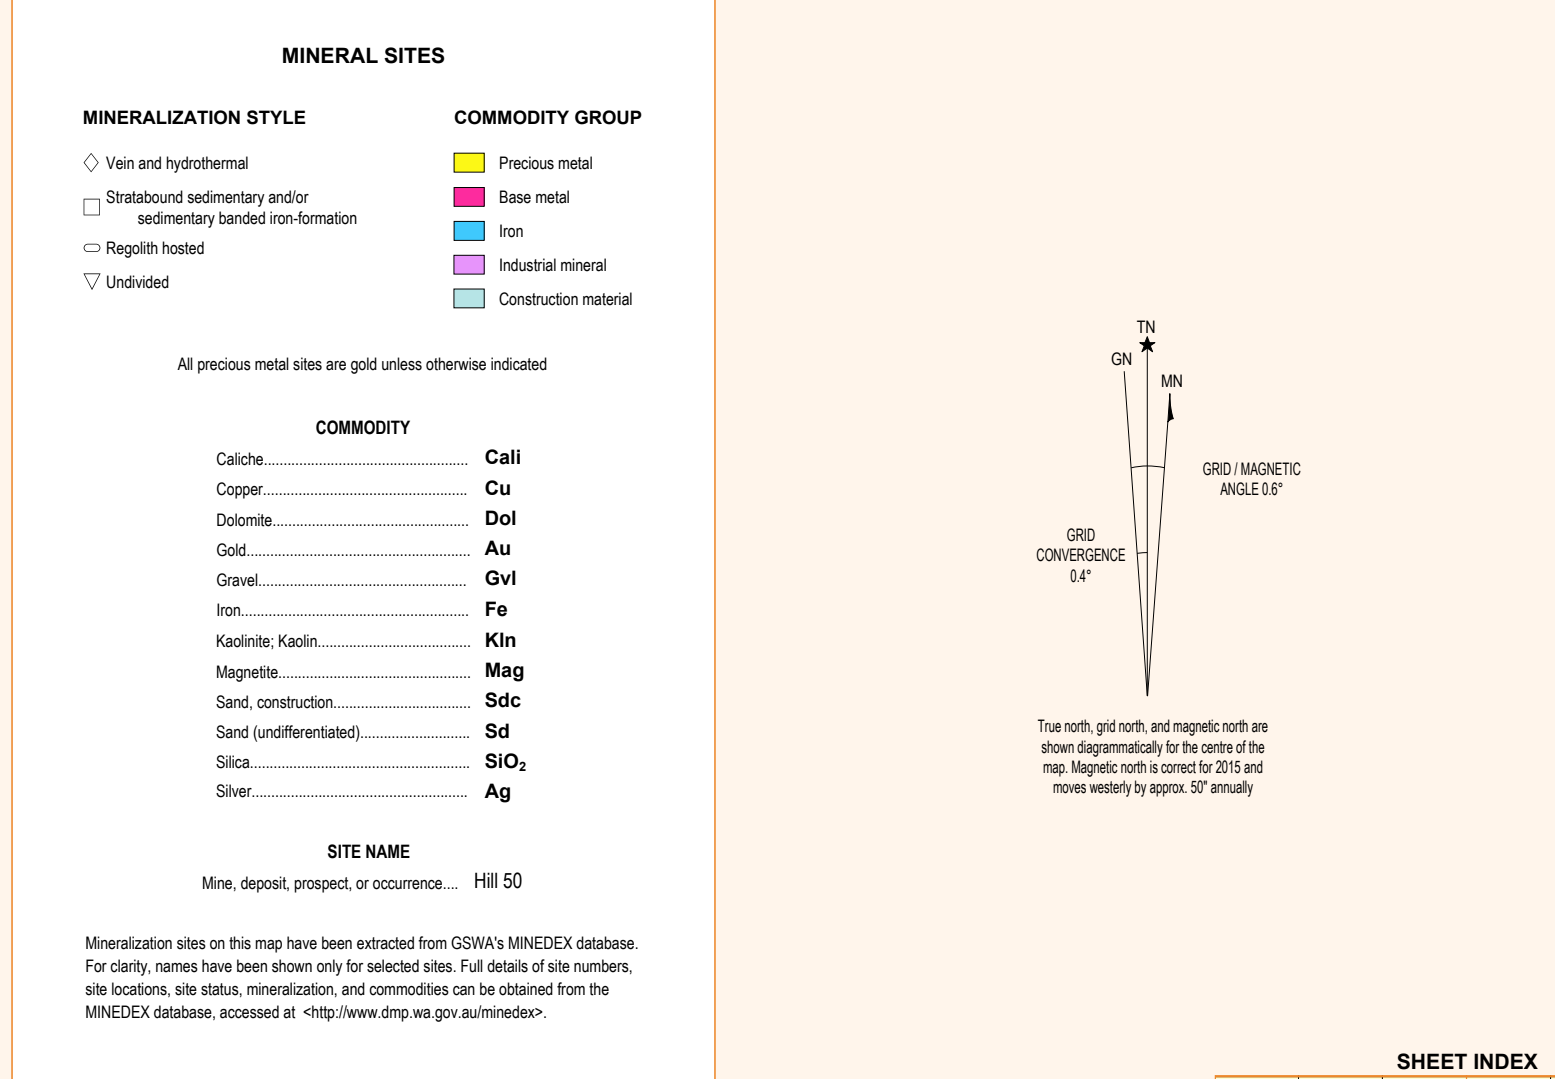 MINERAL SITES
MINERALIZATION STYLE
Vein and hydrothermal
Stratabound sedimentary and/or
sedimentary banded iron-formation
Regolith hosted
Undivided
COMMODITY GROUP
Precious metal
Base metal
Iron
Industrial mineral
Construction material
All precious metal sites are gold unless otherwise indicated
COMMODITY
Caliche.................................................... Cali
Copper.................................................... Cu
Dolomite.................................................. Dol
Gold......................................................... Au
Gravel..................................................... Gvl
Iron.......................................................... Fe
Kaolinite; Kaolin....................................... Kln
Magnetite................................................. Mag
Sand, construction................................... Sdc
Sand (undifferentiated)............................ Sd
Silica........................................................ SiO₂
Silver....................................................... Ag
SITE NAME
Mine, deposit, prospect, or occurrence.... Hill 50
Mineralization sites on this map have been extracted from GSWA's MINEDEX database.
For clarity, names have been shown only for selected sites. Full details of site numbers,
site locations, site status, mineralization, and commodities can be obtained from the
MINEDEX database, accessed at <http://www.dmp.wa.gov.au/minedex>.
TN
GN
MN
GRID / MAGNETIC
ANGLE 0.6°
GRID
CONVERGENCE
0.4°
True north, grid north, and magnetic north are
shown diagrammatically for the centre of the
map. Magnetic north is correct for 2015 and
moves westerly by approx. 50" annually
SHEET INDEX